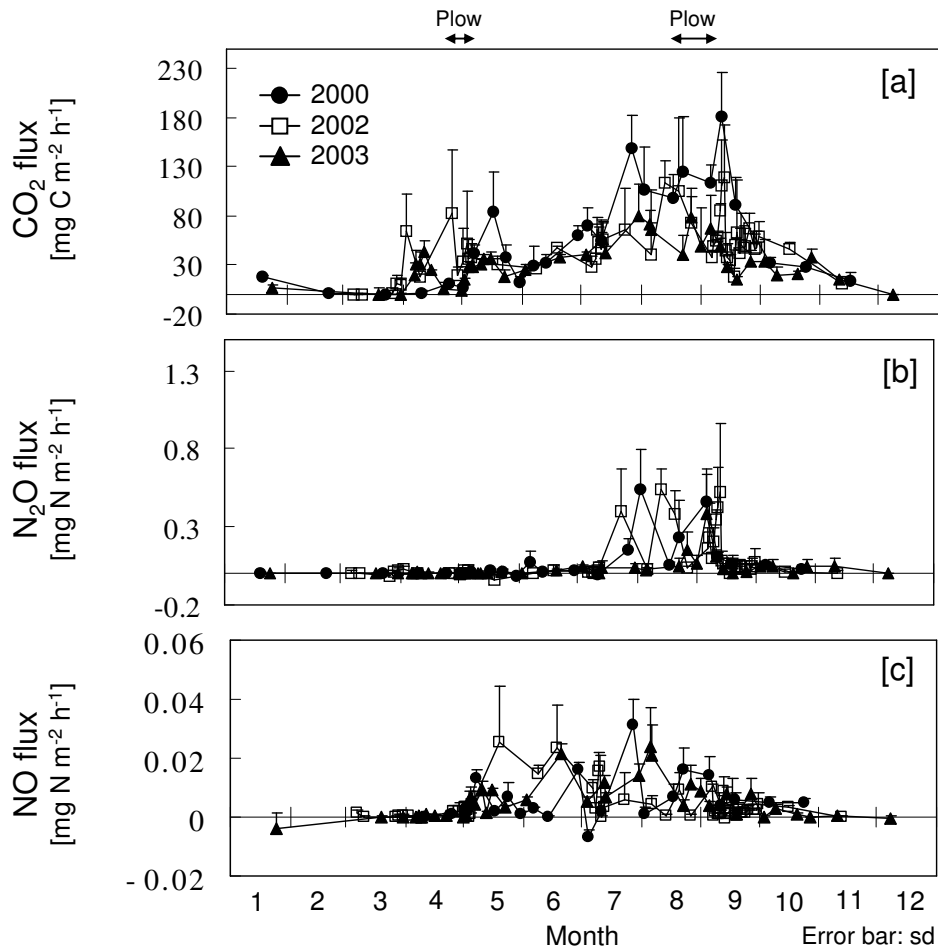 Plow Plow
CO2 flux
[mg C m-2 h-1]
230
180
130
80
30
-20
2000
2002
2003
[a]
N2O flux
[mg N m-2 h-1]
1.3
0.8
0.3
-0.2
[b]
NO flux
[mg N m-2 h-1]
0.06
0.04
0.02
0
- 0.02
[c]
1 2 3 4 5 6 7 8 9 10 11 12
Month
Error bar: sd